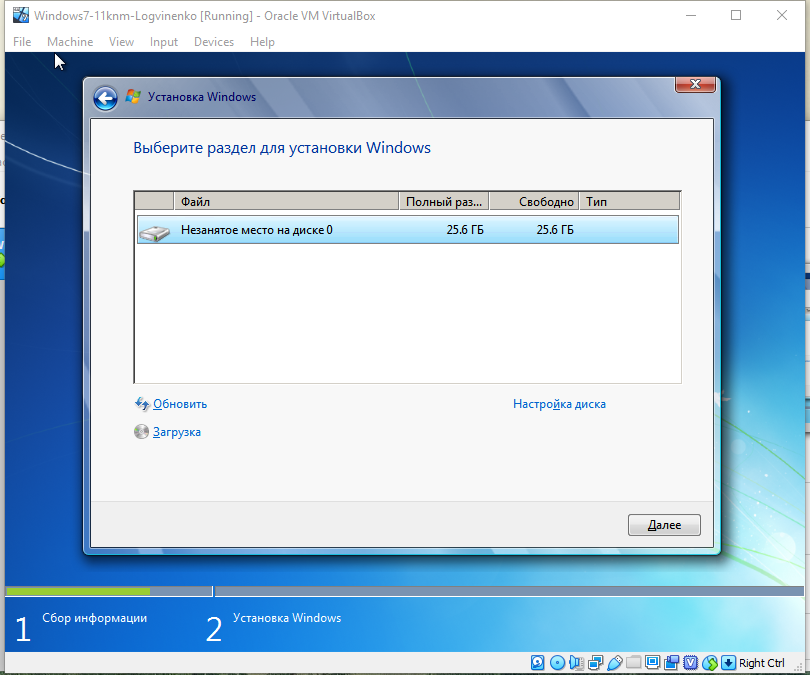 Windows7-11knm-Logvinenko [Running] - Oracle VM VirtualBox
File Machine View Input Devices Help
Установка Windows
Выберите раздел для установки Windows
Файл Полный раз... Свободно Тип
Незанятое место на диске 0 25.6 ГБ 25.6 ГБ
Обновить Настройка диска
Загрузка
Далее
1 Сбор информации 2 Установка Windows
Right Ctrl